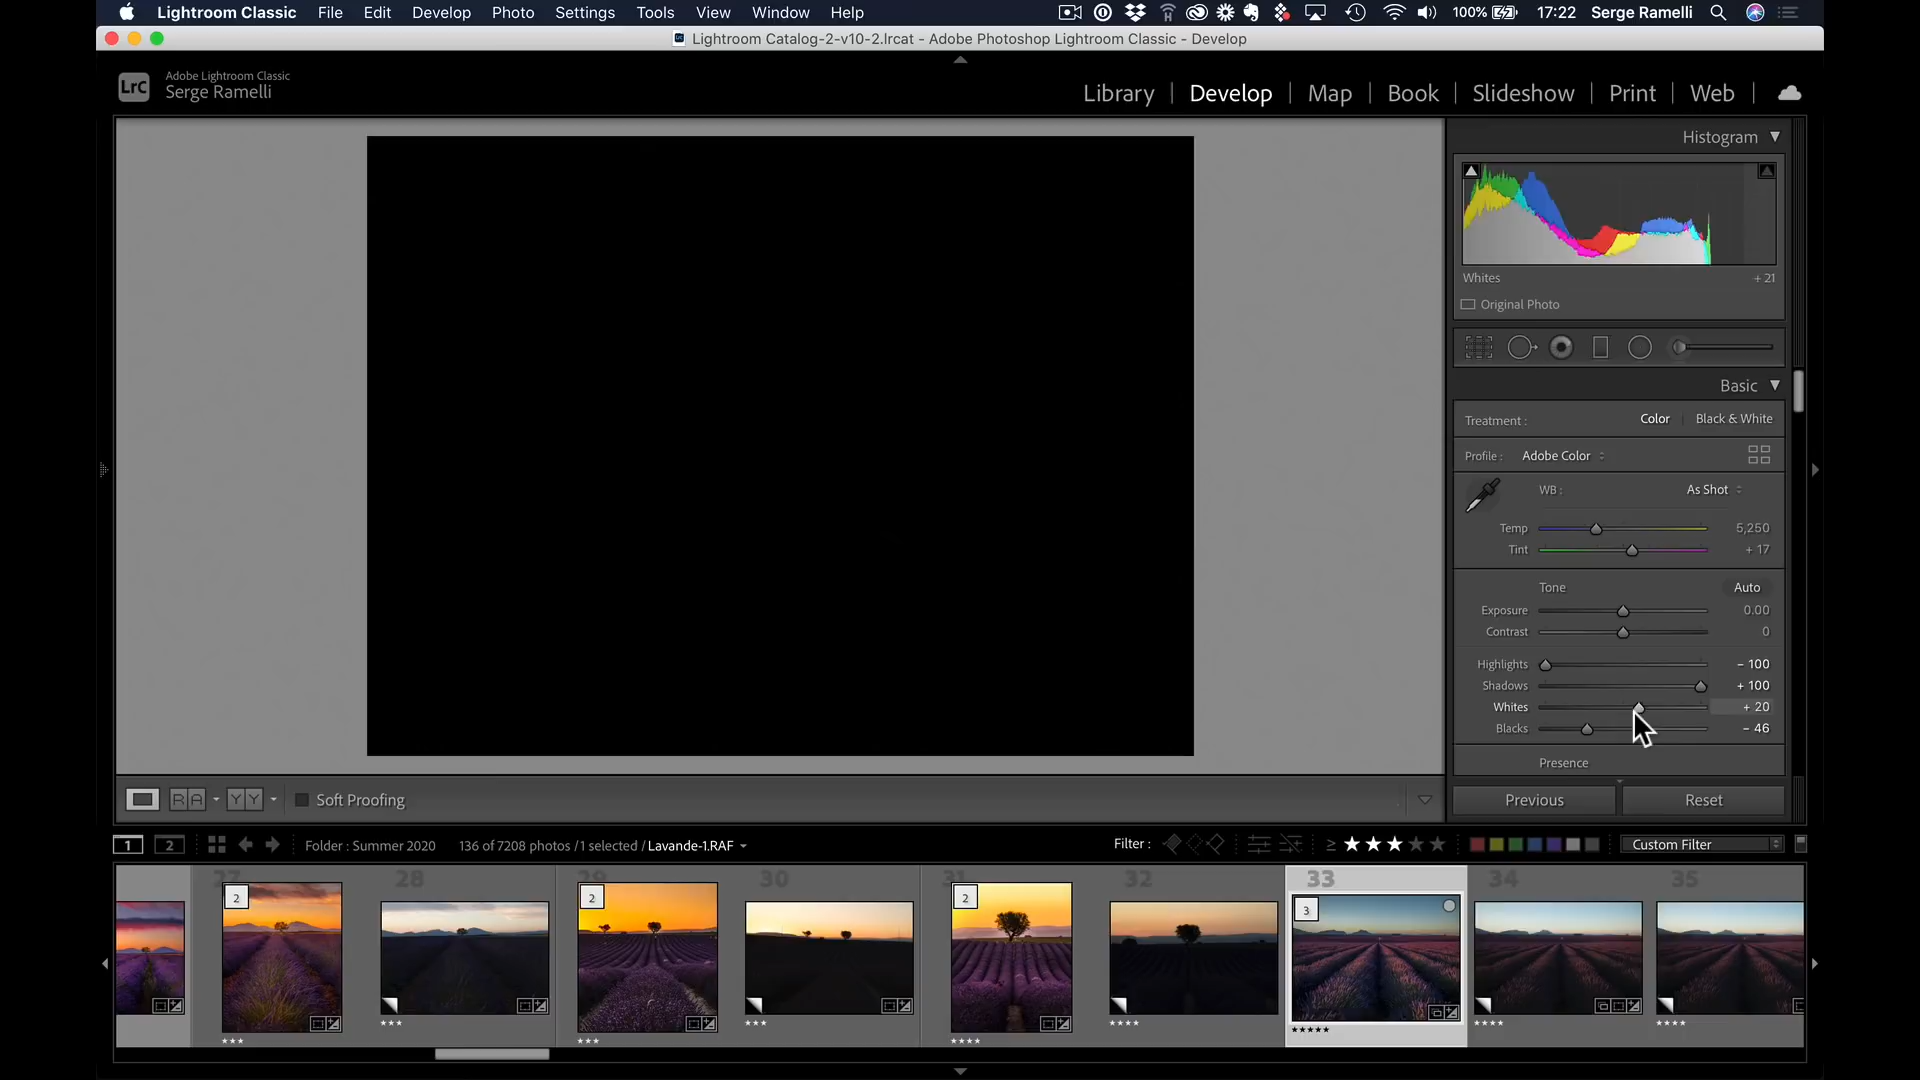 Lightroom Classic File Edit Develop Photo Settings Tools View Window Help 100% 17:22 Serge Ramelli
Lightroom Catalog-2-v10-2.lrcat - Adobe Photoshop Lightroom Classic - Develop
LrC
Adobe Lightroom Classic
Serge Ramelli
Library | Develop | Map | Book | Slideshow | Print | Web
Histogram
Whites + 21
Original Photo
Basic
Treatment : Color Black & White
Profile : Adobe Color
WB : As Shot
Temp 5,250
Tint + 17
Tone Auto
Exposure 0.00
Contrast 0
Highlights - 100
Shadows + 100
Whites + 20
Blacks - 46
Presence
Previous Reset
R A Y Y Soft Proofing
1 2 Folder : Summer 2020 136 of 7208 photos / 1 selected / Lavande-1.RAF Filter : Custom Filter
27 28 29 30 31 32 33 34 35
2 2 2 3